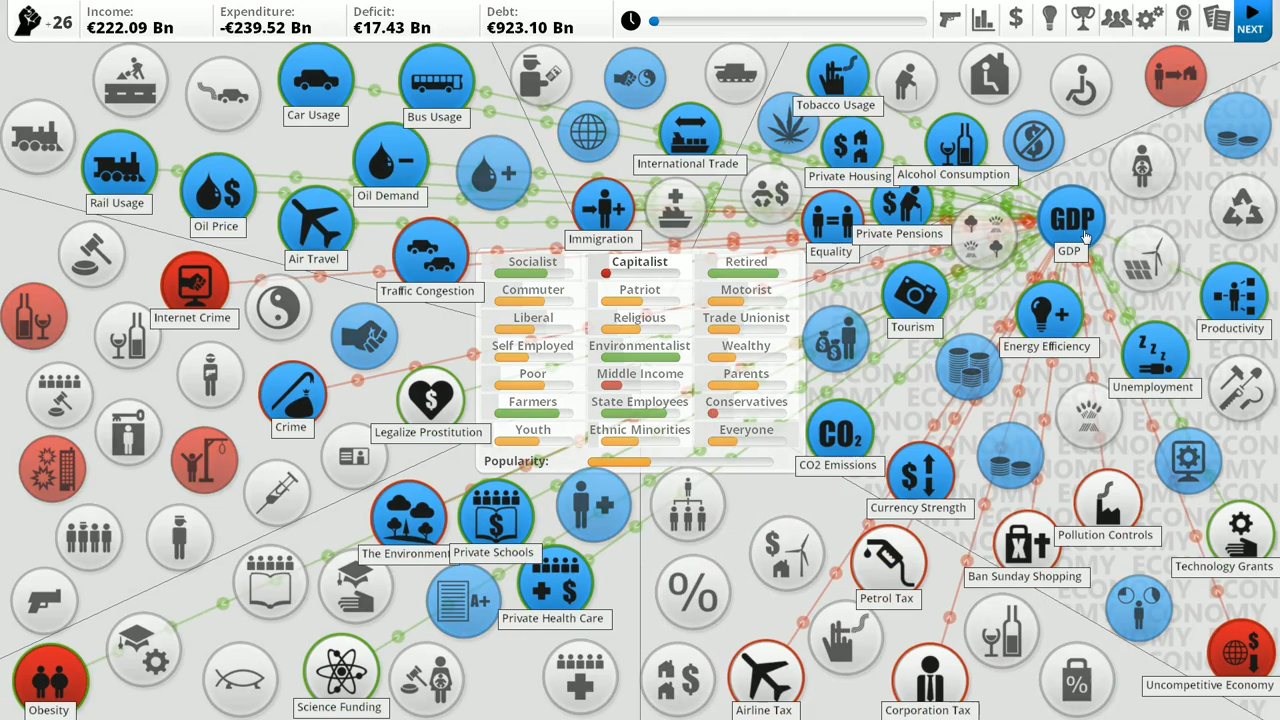 +26
Income:
€222.09 Bn
Expenditure:
-€239.52 Bn
Deficit:
€17.43 Bn
Debt:
€923.10 Bn
NEXT
Car Usage
Bus Usage
Tobacco Usage
International Trade
Private Housing
Alcohol Consumption
Rail Usage
Oil Demand
Oil Price
Immigration
Private Pensions
Equality
GDP
GDP
Air Travel
Traffic Congestion
Internet Crime
Socialist
Capitalist
Retired
Commuter
Patriot
Motorist
Liberal
Religious
Trade Unionist
Self Employed
Environmentalist
Wealthy
Poor
Middle Income
Parents
Farmers
State Employees
Conservatives
Youth
Ethnic Minorities
Everyone
Popularity:
Tourism
Energy Efficiency
Productivity
Unemployment
Crime
Legalize Prostitution
CO2
CO2 Emissions
Currency Strength
Pollution Controls
The Environment
Private Schools
A+
Private Health Care
Petrol Tax
Ban Sunday Shopping
Technology Grants
Obesity
Science Funding
Airline Tax
Corporation Tax
Uncompetitive Economy
ECONOMY